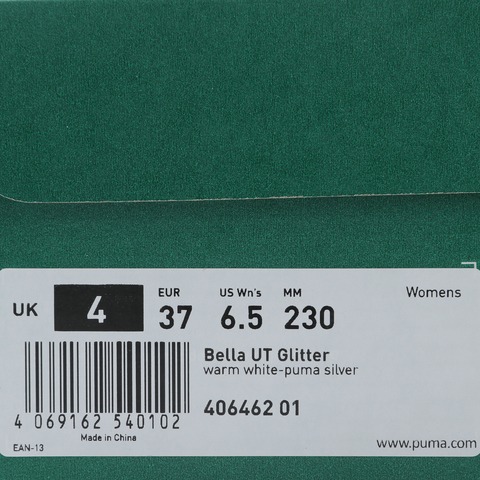 EUR US Wn's MM Womens
UK 4 37 6.5 230
Bella UT Glitter
warm white-puma silver
406462 01
4 069162 540102
Made in China
EAN-13
www.puma.com